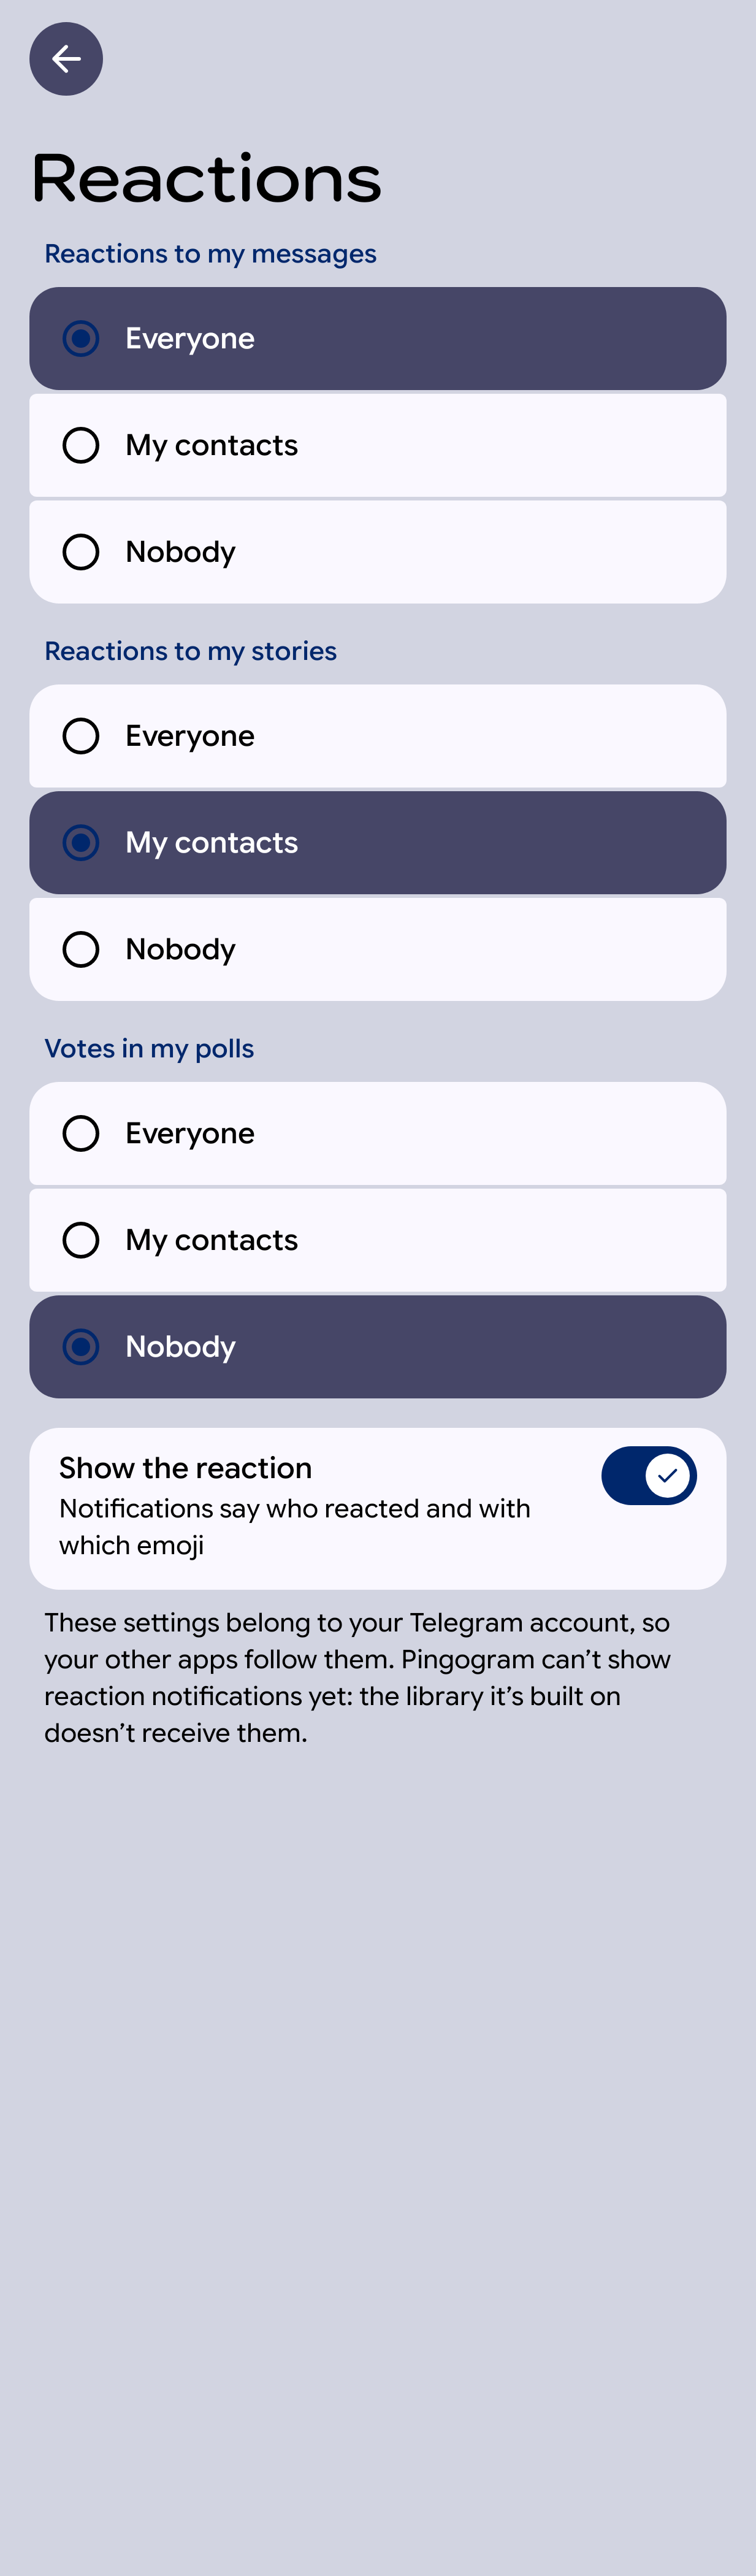 Reactions
Reactions to my messages
Everyone
My contacts
Nobody
Reactions to my stories
Everyone
My contacts
Nobody
Votes in my polls
Everyone
My contacts
Nobody
Show the reaction
Notifications say who reacted and with
which emoji
These settings belong to your Telegram account, so
your other apps follow them. Pingogram can’t show
reaction notifications yet: the library it’s built on
doesn’t receive them.